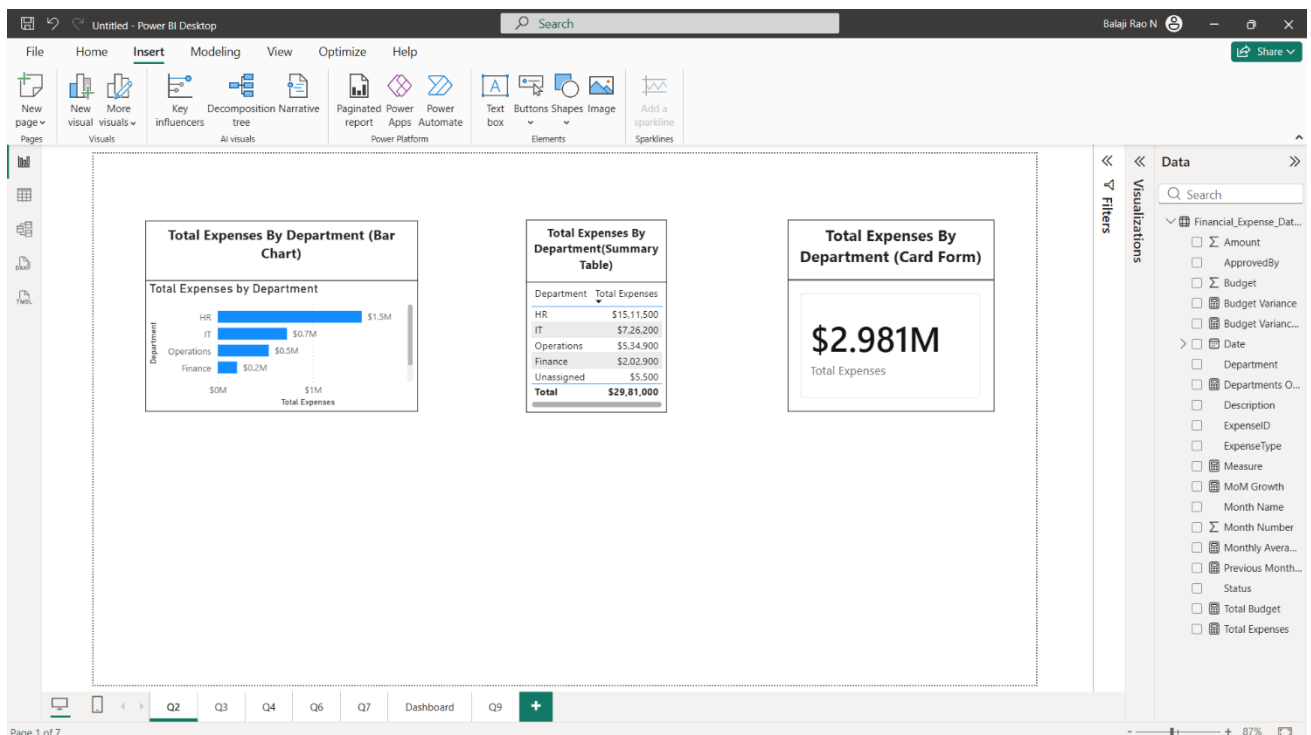 Untitled - Power BI Desktop
Search
Balaji Rao N
File Home Insert Modeling View Optimize Help
Share
New page
New visual
More visuals
Key influencers
Decomposition tree
Narrative
Paginated report
Power Apps
Power Automate
Text box
Buttons
Shapes
Image
Add a sparkline
Pages
Visuals
AI visuals
Power Platform
Elements
Sparklines
Total Expenses By Department (Bar
Chart)
Total Expenses by Department
Department
HR $1.5M
IT $0.7M
Operations $0.5M
Finance $0.2M
$0M $1M
Total Expenses
Total Expenses By
Department(Summary
Table)
Department Total Expenses
HR $15,11,500
IT $7,26,200
Operations $5,34,900
Finance $2,02,900
Unassigned $5,500
Total $29,81,000
Total Expenses By
Department (Card Form)
$2.981M
Total Expenses
Filters
Visualizations
Data
Search
Financial_Expense_Dat...
Amount
ApprovedBy
Budget
Budget Variance
Budget Varianc...
Date
Department
Departments O...
Description
ExpenseID
ExpenseType
Measure
MoM Growth
Month Name
Month Number
Monthly Avera...
Previous Month...
Status
Total Budget
Total Expenses
Q2 Q3 Q4 Q6 Q7 Dashboard Q9
Page 1 of 7
87%